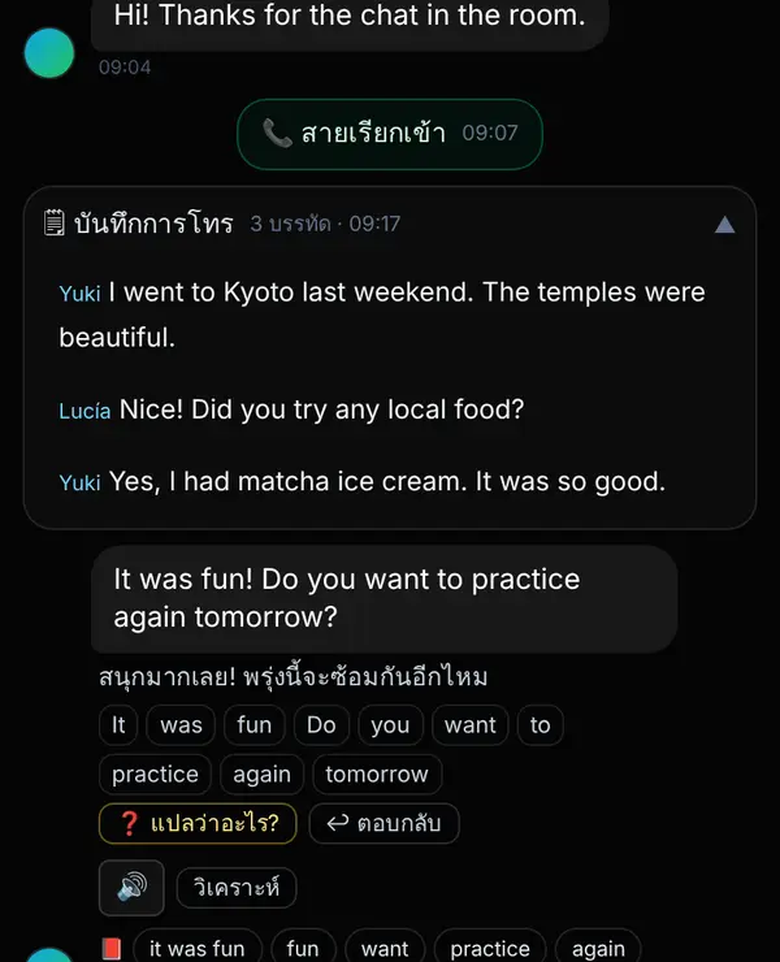 Hi! Thanks for the chat in the room.
09:04
สายเรียกเข้า 09:07
บันทึกการโทร 3 บรรทัด · 09:17
Yuki I went to Kyoto last weekend. The temples were
beautiful.
Lucía Nice! Did you try any local food?
Yuki Yes, I had matcha ice cream. It was so good.
It was fun! Do you want to practice
again tomorrow?
สนุกมากเลย! พรุ่งนี้จะซ้อมกันอีกไหม
It was fun Do you want to
practice again tomorrow
❓ แปลว่าอะไร? ↩ ตอบกลับ
วิเคราะห์
it was fun fun want practice again